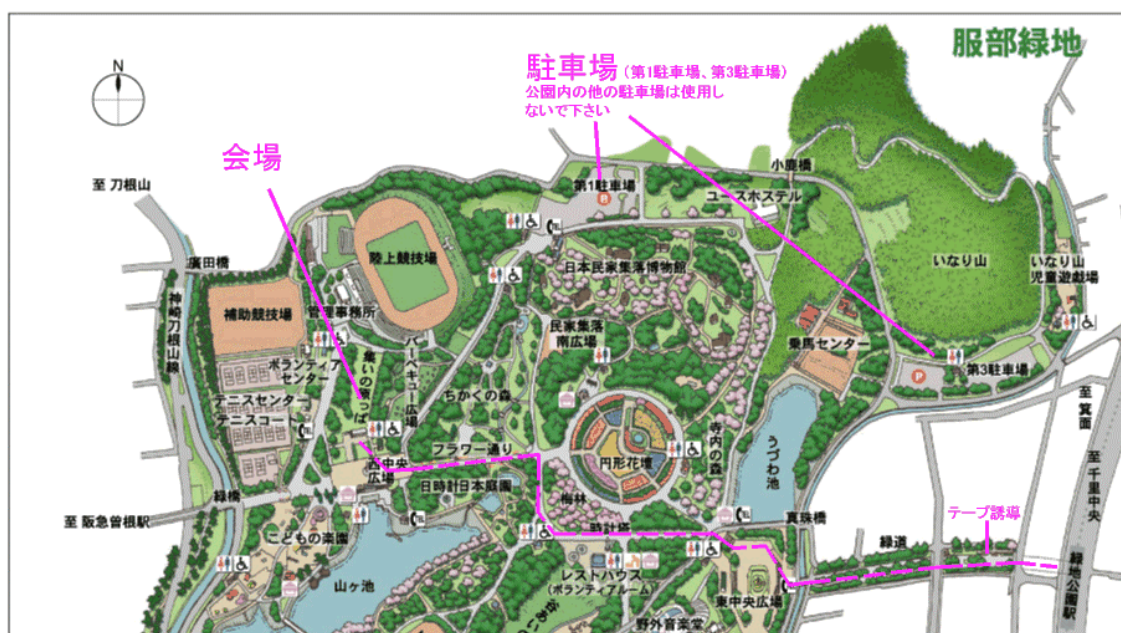 服部緑地
N
駐車場(第1駐車場、第3駐車場)
公園内の他の駐車場は使用し
ないで下さい
会場
至 刀根山
小鹿橋
第1駐車場
P
ユースホステル
廣田橋
陸上競技場
日本民家集落博物館
いなり山
いなり山
児童遊戯場
神崎刀根山線
補助競技場
管理事務所
民家集落
南広場
乗馬センター
ボランティア
センター
集いの原っぱ
バーベキュー広場
P
第3駐車場
ちかくの森
テニスセンター
テニスコート
至 箕面
フラワー通り
円形花壇
寺内の森
うづわ池
至 千里中央
西中央
広場
日時計
日本庭園
梅林
緑橋
至 阪急曽根駅
時計塔
真珠橋
テープ誘導
こどもの楽園
緑道
緑地公園駅
山ヶ池
レストハウス
(ボランティアルーム)
東中央広場
野外音楽堂
TEL
TEL
TEL